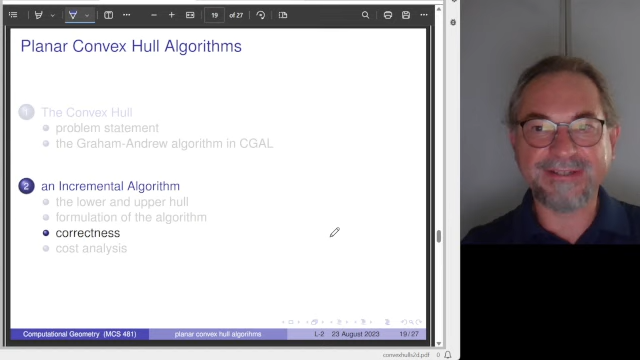 19 of 27
Planar Convex Hull Algorithms
1 The Convex Hull
problem statement
the Graham-Andrew algorithm in CGAL
2 an Incremental Algorithm
the lower and upper hull
formulation of the algorithm
correctness
cost analysis
Computational Geometry (MCS 481) planar convex hull algorithms L-2 23 August 2023 19 / 27
convexhulls2d.pdf 0